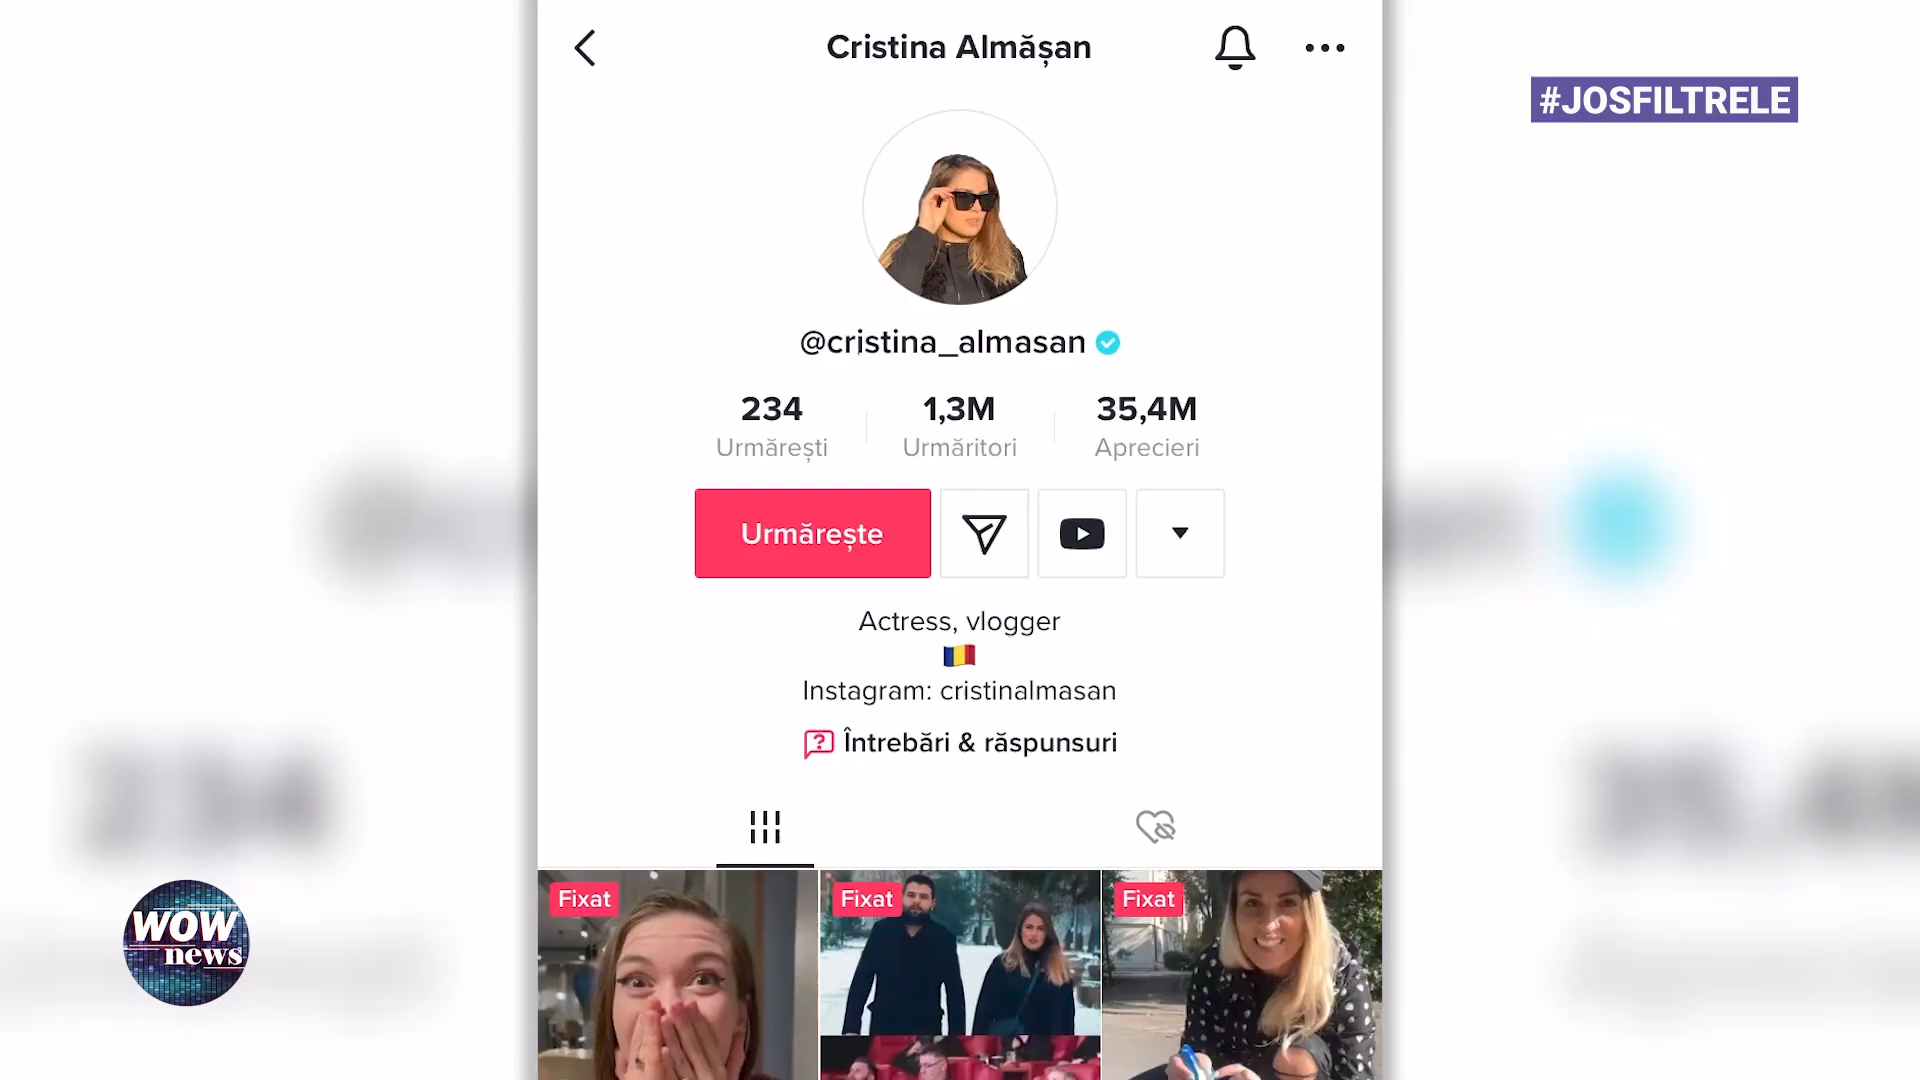 Cristina Almășan
#JOSFILTRELE
@cristina_almasan
234
1,3M
35,4M
Urmărești
Urmăritori
Aprecieri
Urmărește
Actress, vlogger
Instagram: cristinalmasan
Întrebări & răspunsuri
Fixat
Fixat
Fixat
WOW
news